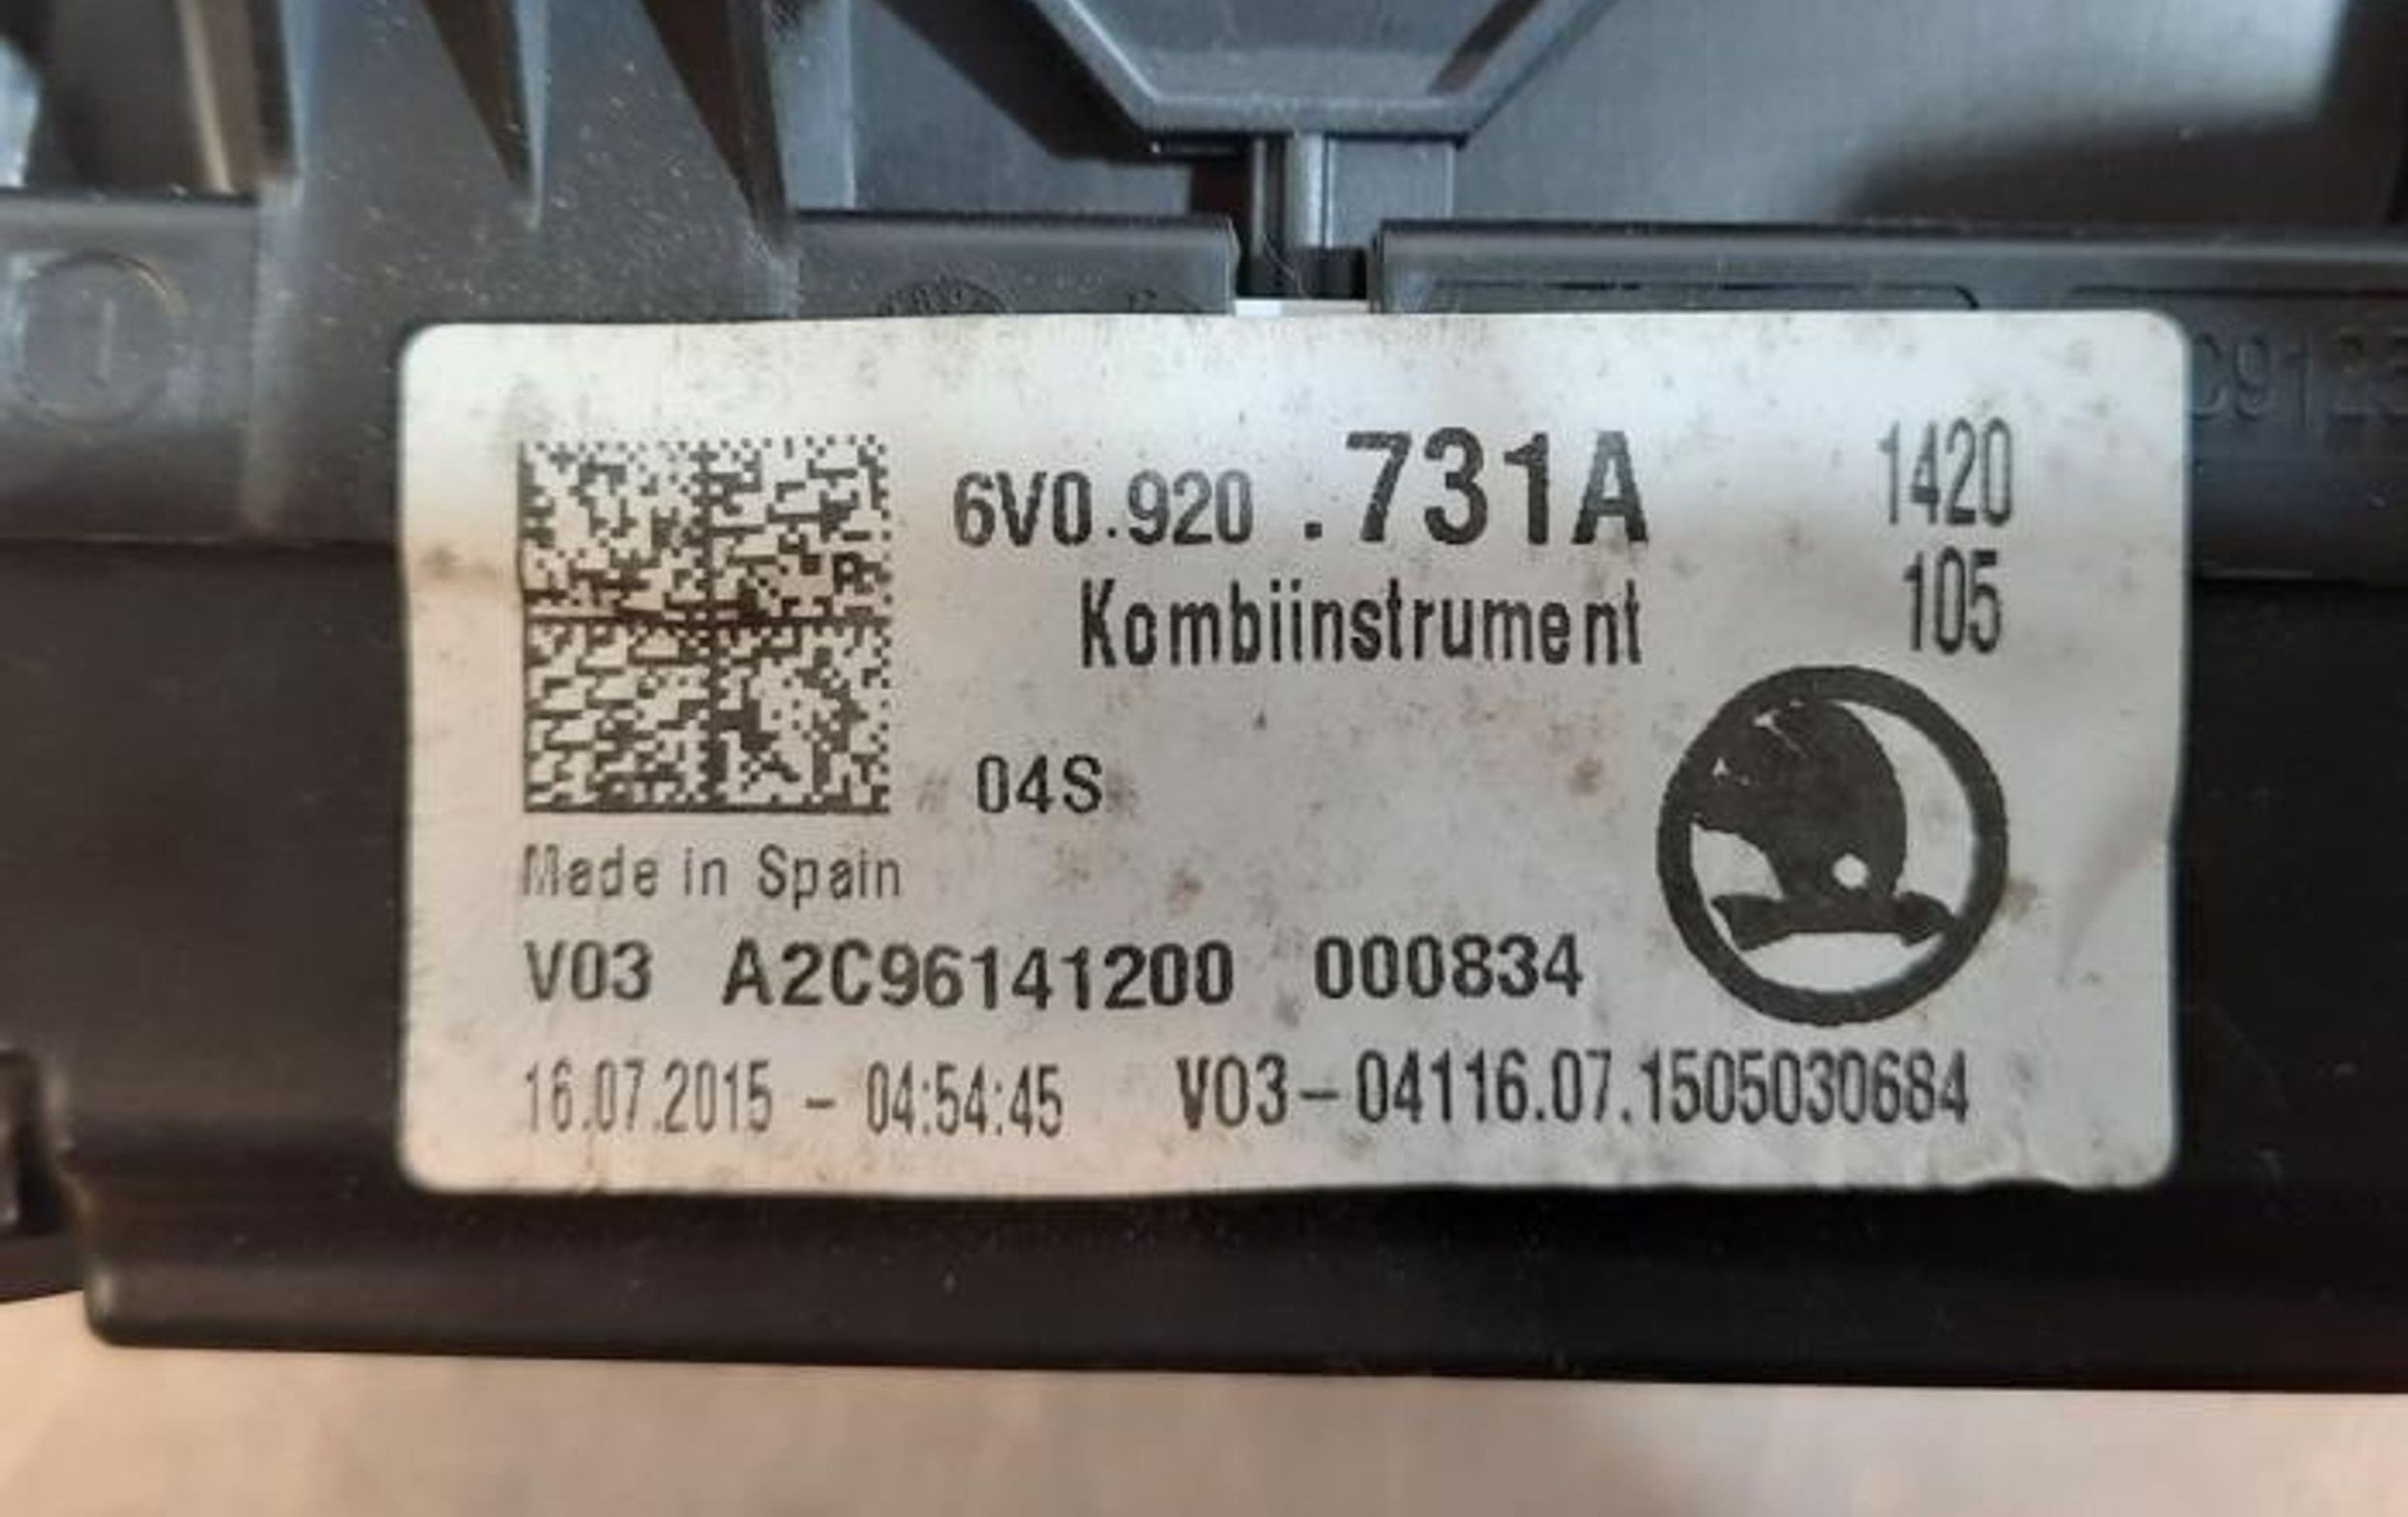 6V0.920 .731A 1420
Kombiinstrument 105
04S
Made in Spain
V03 A2C96141200 000834
16.07.2015 - 04:54:45 V03-04116.07.1505030684